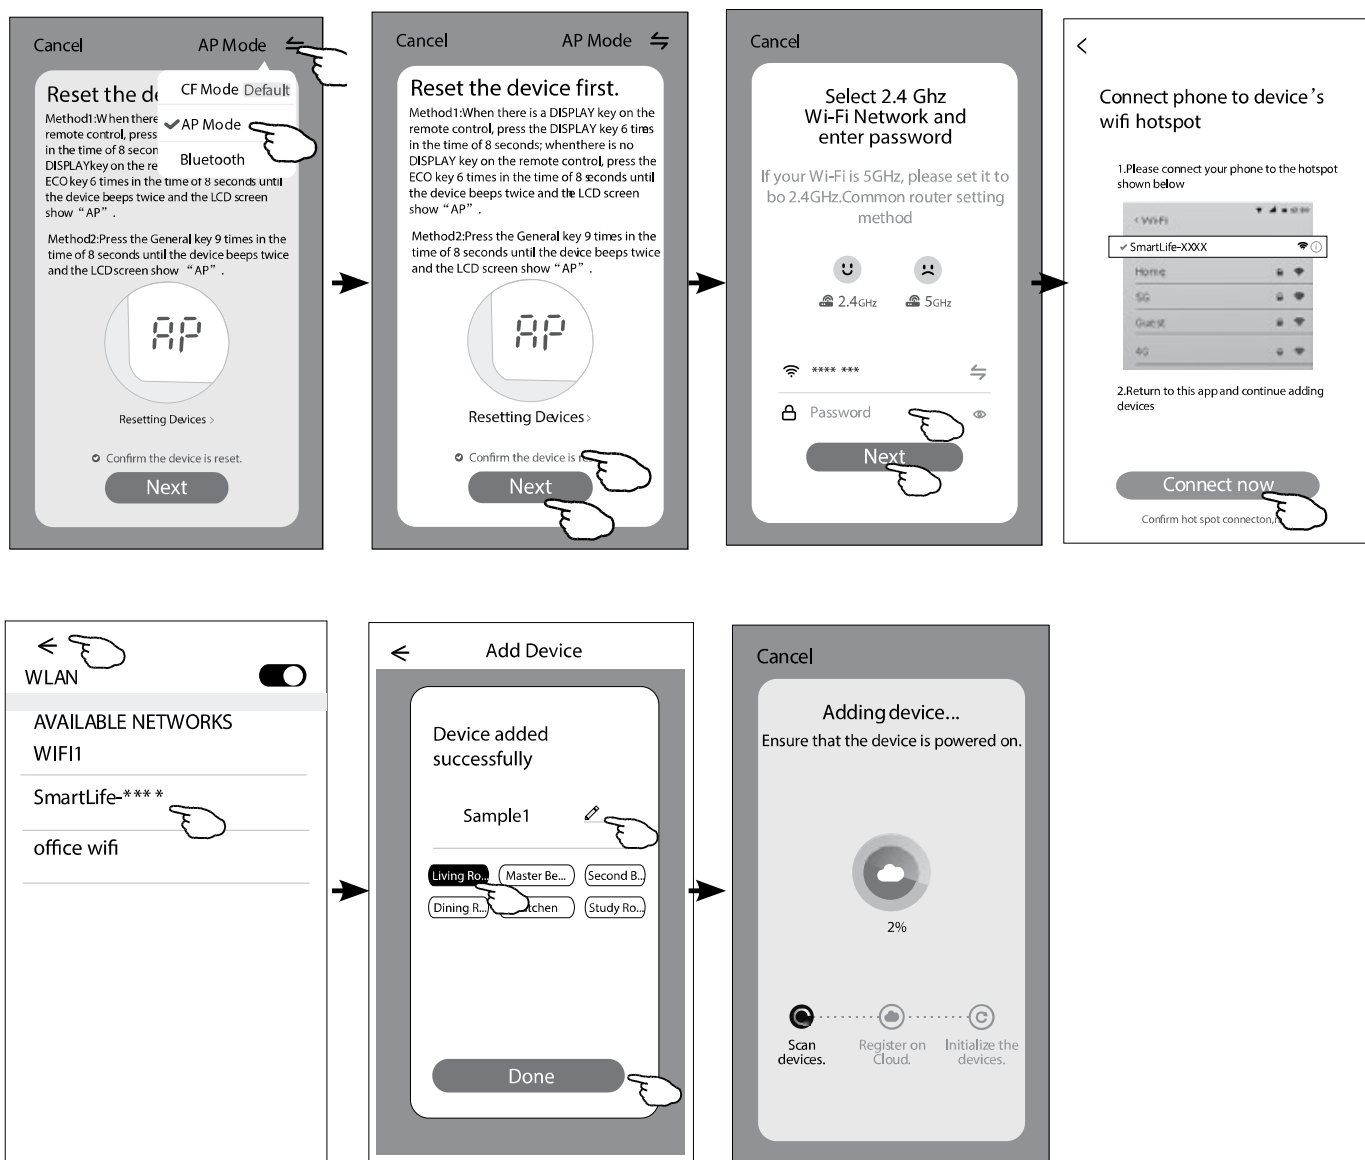 Cancel
AP Mode
CF Mode Default
AP Mode
Bluetooth
Reset the de
Method1:When there
remote control, press
in the time of 8 secon
DISPLAYkey on the re
ECO key 6 times in the time of 8 seconds until
the device beeps twice and the LCD screen
show “AP”.
Method2:Press the General key 9 times in the
time of 8 seconds until the device beeps twice
and the LCD screen show “AP”.
AP
Resetting Devices >
Confirm the device is reset.
Next
Cancel
AP Mode
Reset the device first.
Method1:When there is a DISPLAY key on the
remote control, press the DISPLAY key 6 times
in the time of 8 seconds; whenthere is no
DISPLAY key on the remote control, press the
ECO key 6 times in the time of 8 seconds until
the device beeps twice and the LCD screen
show “AP”.
Method2:Press the General key 9 times in the
time of 8 seconds until the device beeps twice
and the LCD screen show “AP”.
AP
Resetting Devices >
Confirm the device is re
Next
Cancel
Select 2.4 Ghz
Wi-Fi Network and
enter password
If your Wi-Fi is 5GHz, please set it to
bo 2.4GHz.Common router setting
method
2.4GHz
5GHz
**** ***
Password
Next
<
Connect phone to device’s
wifi hotspot
1.Please connect your phone to the hotspot
shown below
< Wi-Fi
SmartLife-XXXX
Home
5G
Guest
4G
2.Return to this app and continue adding
devices
Connect now
Confirm hot spot connecton,
WLAN
AVAILABLE NETWORKS
WIFI1
SmartLife-****
office wifi
Add Device
Device added
successfully
Sample1
Living Ro...
Master Be...
Second B...
Dining R...
tchen
Study Ro...
Done
Cancel
Adding device...
Ensure that the device is powered on.
2%
Scan
devices.
Register on
Cloud.
Initialize the
devices.